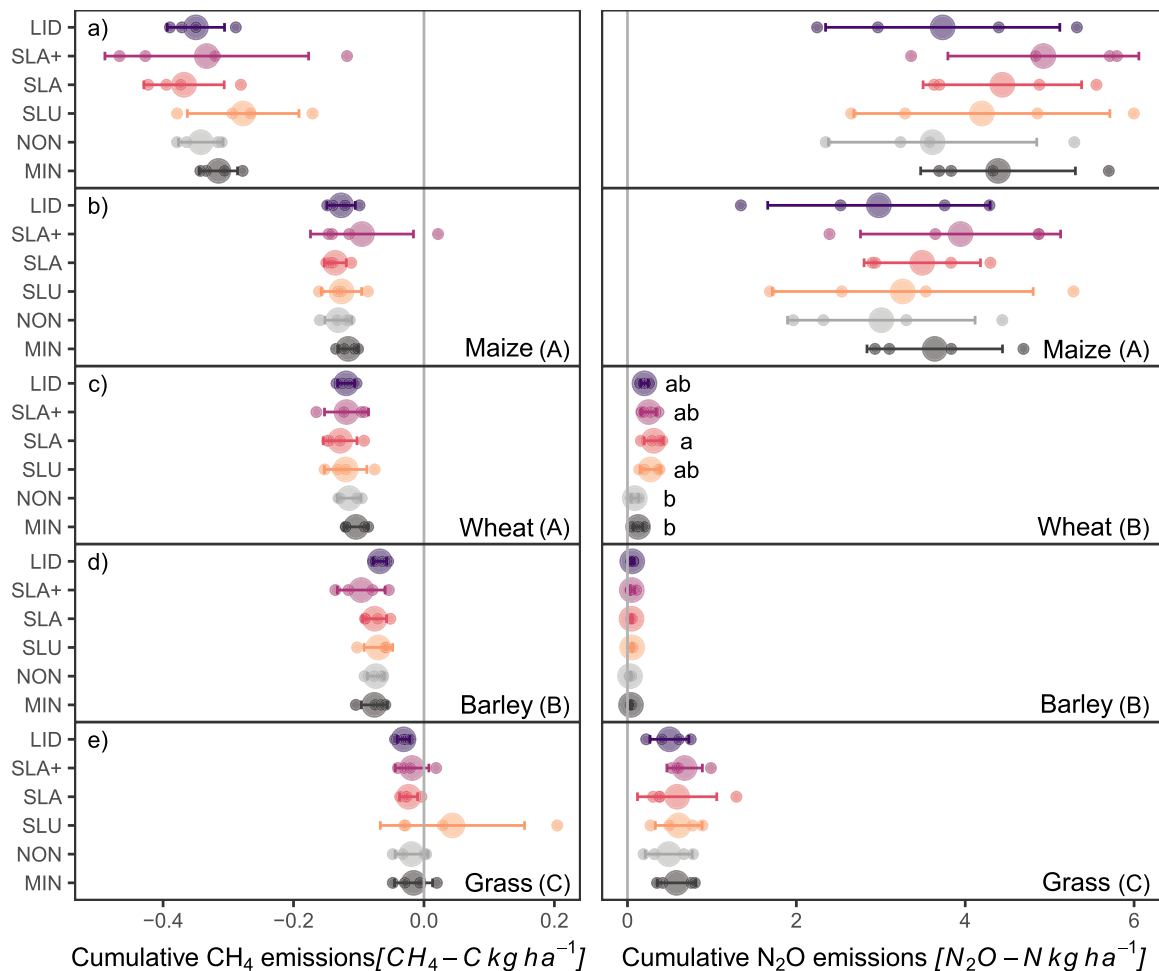 a)
LID
SLA+
SLA
SLU
NON
MIN
b)
LID
SLA+
SLA
SLU
NON
MIN
Maize (A)
Maize (A)
c)
LID
ab
SLA+
ab
SLA
a
SLU
ab
NON
b
MIN
b
Wheat (A)
Wheat (B)
d)
LID
SLA+
SLA
SLU
NON
MIN
Barley (B)
Barley (B)
e)
LID
SLA+
SLA
SLU
NON
MIN
Grass (C)
Grass (C)
−0.4 −0.2 0.0 0.2
0 2 4 6
Cumulative CH₄ emissions[CH₄ − C kg ha⁻¹]
Cumulative N₂O emissions [N₂O − N kg ha⁻¹]